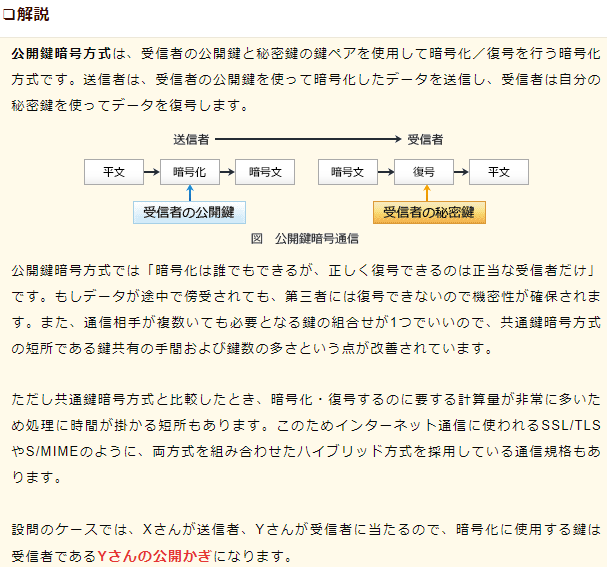 ❏解説
公開鍵暗号方式は、受信者の公開鍵と秘密鍵の鍵ペアを使用して暗号化／復号を行う暗号化
方式です。送信者は、受信者の公開鍵を使って暗号化したデータを送信し、受信者は自分の
秘密鍵を使ってデータを復号します。
送信者 受信者
平文 暗号化 暗号文 暗号文 復号 平文
受信者の公開鍵 受信者の秘密鍵
図　公開鍵暗号通信
公開鍵暗号方式では「暗号化は誰でもできるが、正しく復号できるのは正当な受信者だけ」
です。もしデータが途中で傍受されても、第三者には復号できないので機密性が確保されま
す。また、通信相手が複数いても必要となる鍵の組合せが1つでいいので、共通鍵暗号方式
の短所である鍵共有の手間および鍵数の多さという点が改善されています。
ただし共通鍵暗号方式と比較したとき、暗号化・復号するのに要する計算量が非常に多いた
め処理に時間が掛かる短所もあります。このためインターネット通信に使われるSSL/TLS
やS/MIMEのように、両方式を組み合わせたハイブリッド方式を採用している通信規格もあ
ります。
設問のケースでは、Xさんが送信者、Yさんが受信者に当たるので、暗号化に使用する鍵は
受信者であるYさんの公開かぎになります。